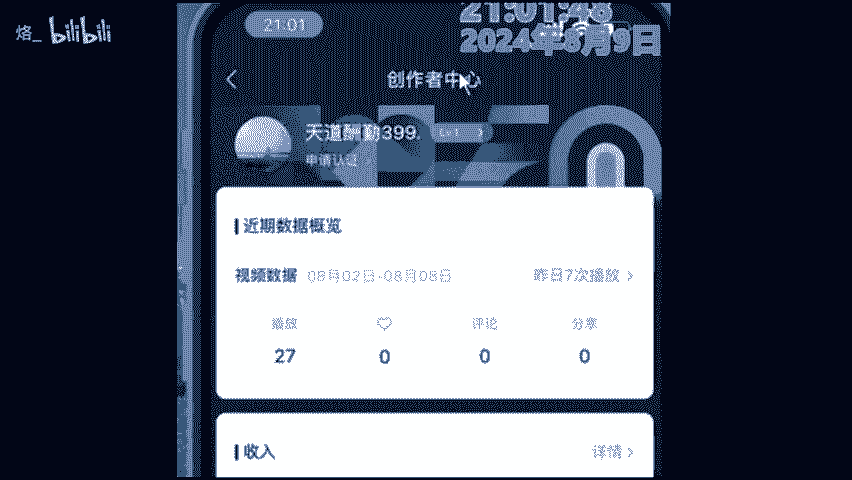 烙_ bilibili
21:01
21:01:48
2024年8月9日
创作者中心
天道酬勤399.
Lv1
申请认证
近期数据概览
视频数据 08月02日-08月08日 昨日7次播放
播放 评论 分享
27 0 0 0
收入 详情